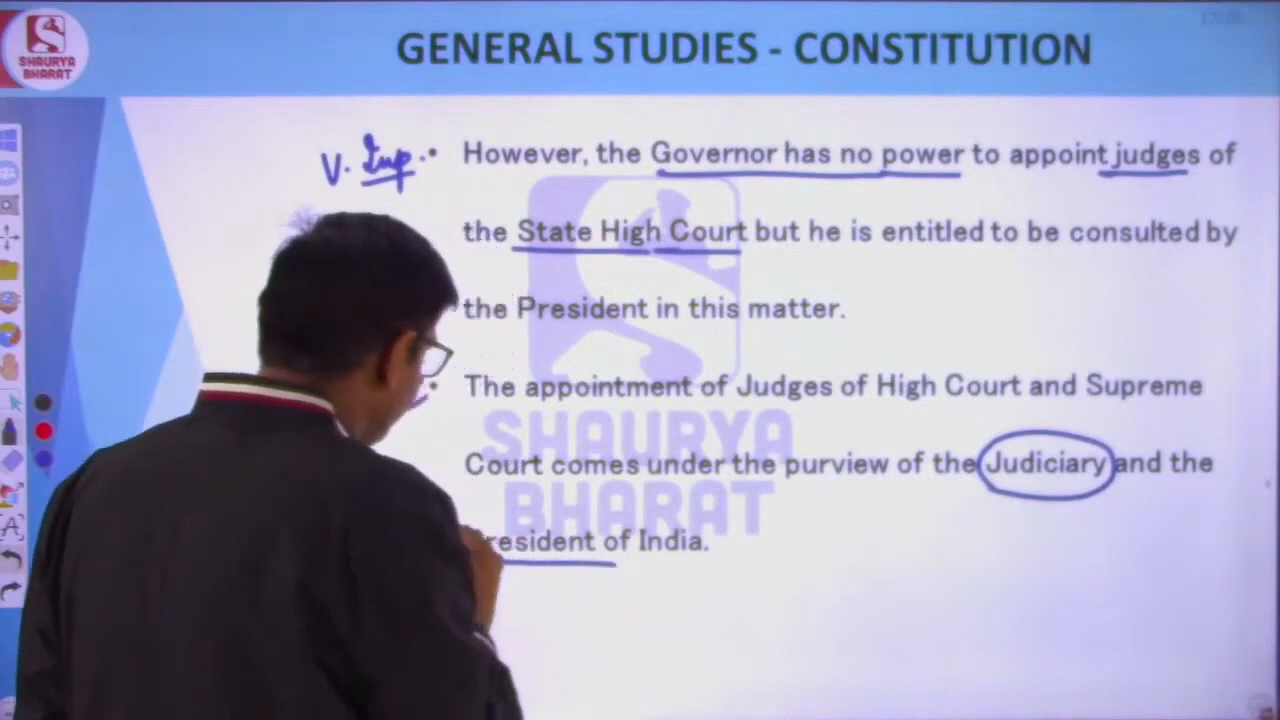 SHAURYA
BHARAT
GENERAL STUDIES - CONSTITUTION
V. Imp.
• However, the Governor has no power to appoint judges of
the State High Court but he is entitled to be consulted by
the President in this matter.
• The appointment of Judges of High Court and Supreme
Court comes under the purview of the Judiciary and the
President of India.
SHAURYA
BHARAT